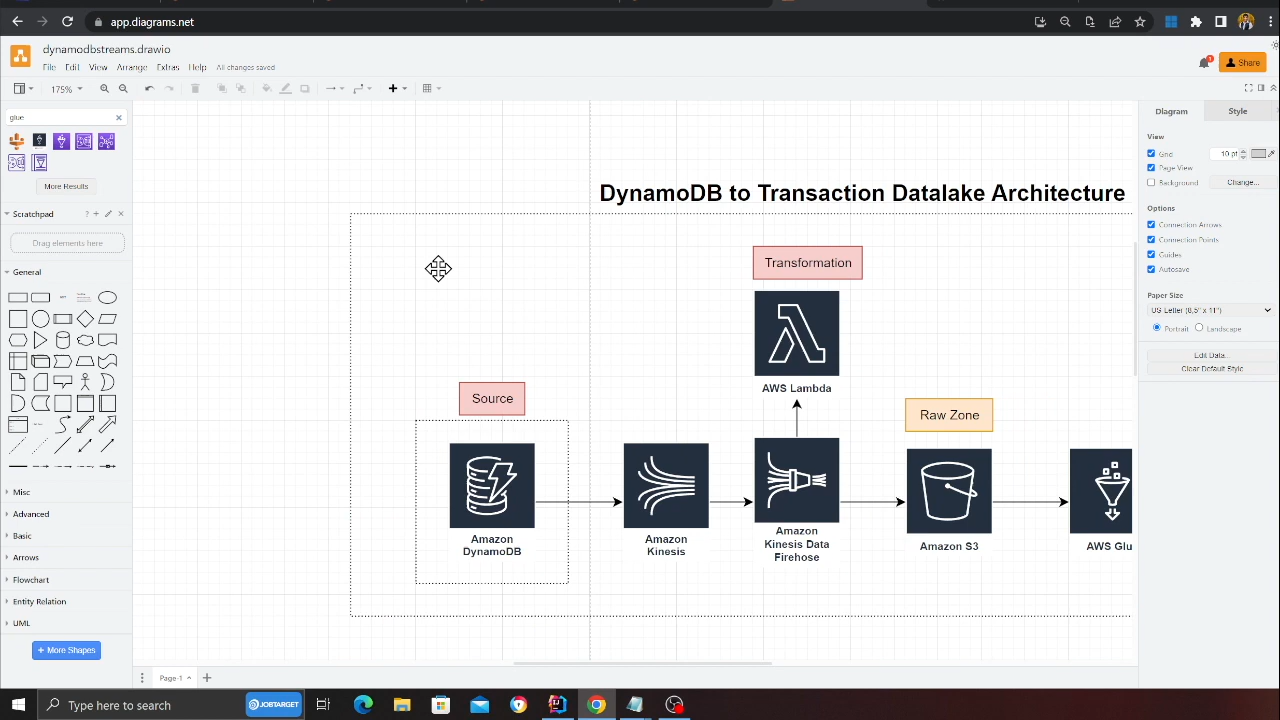 app.diagrams.net
dynamodbstreams.drawio
File Edit View Arrange Extras Help All changes saved
Share
175%
glue
More Results
Scratchpad
Drag elements here
General
Misc
Advanced
Basic
Arrows
Flowchart
Entity Relation
UML
+ More Shapes
DynamoDB to Transaction Datalake Architecture
Transformation
AWS Lambda
Source
Raw Zone
Amazon
DynamoDB
Amazon
Kinesis
Amazon
Kinesis Data
Firehose
Amazon S3
AWS Glu
Diagram Style
View
Grid 10 pt
Page View
Background Change...
Options
Connection Arrows
Connection Points
Guides
Autosave
Paper Size
US Letter (8,5" x 11")
Portrait Landscape
Edit Data...
Clear Default Style
Page-1
Type here to search
JOBTARGET